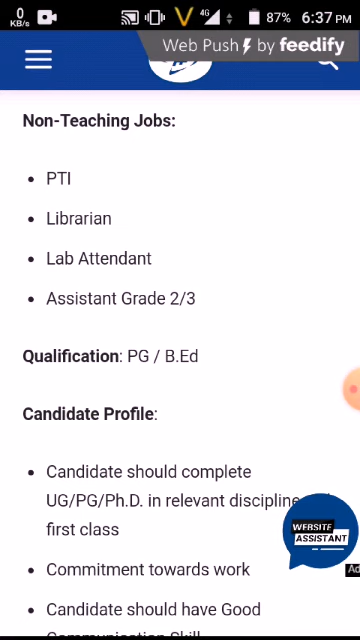 0
KB/s
4G
87% 6:37 PM
Web Push by feedify
Non-Teaching Jobs:
• PTI
• Librarian
• Lab Attendant
• Assistant Grade 2/3
Qualification: PG / B.Ed
Candidate Profile:
• Candidate should complete
UG/PG/Ph.D. in relevant discipline
first class
WEBSITE
ASSISTANT
• Commitment towards work
Ad
• Candidate should have Good
Communication Skill